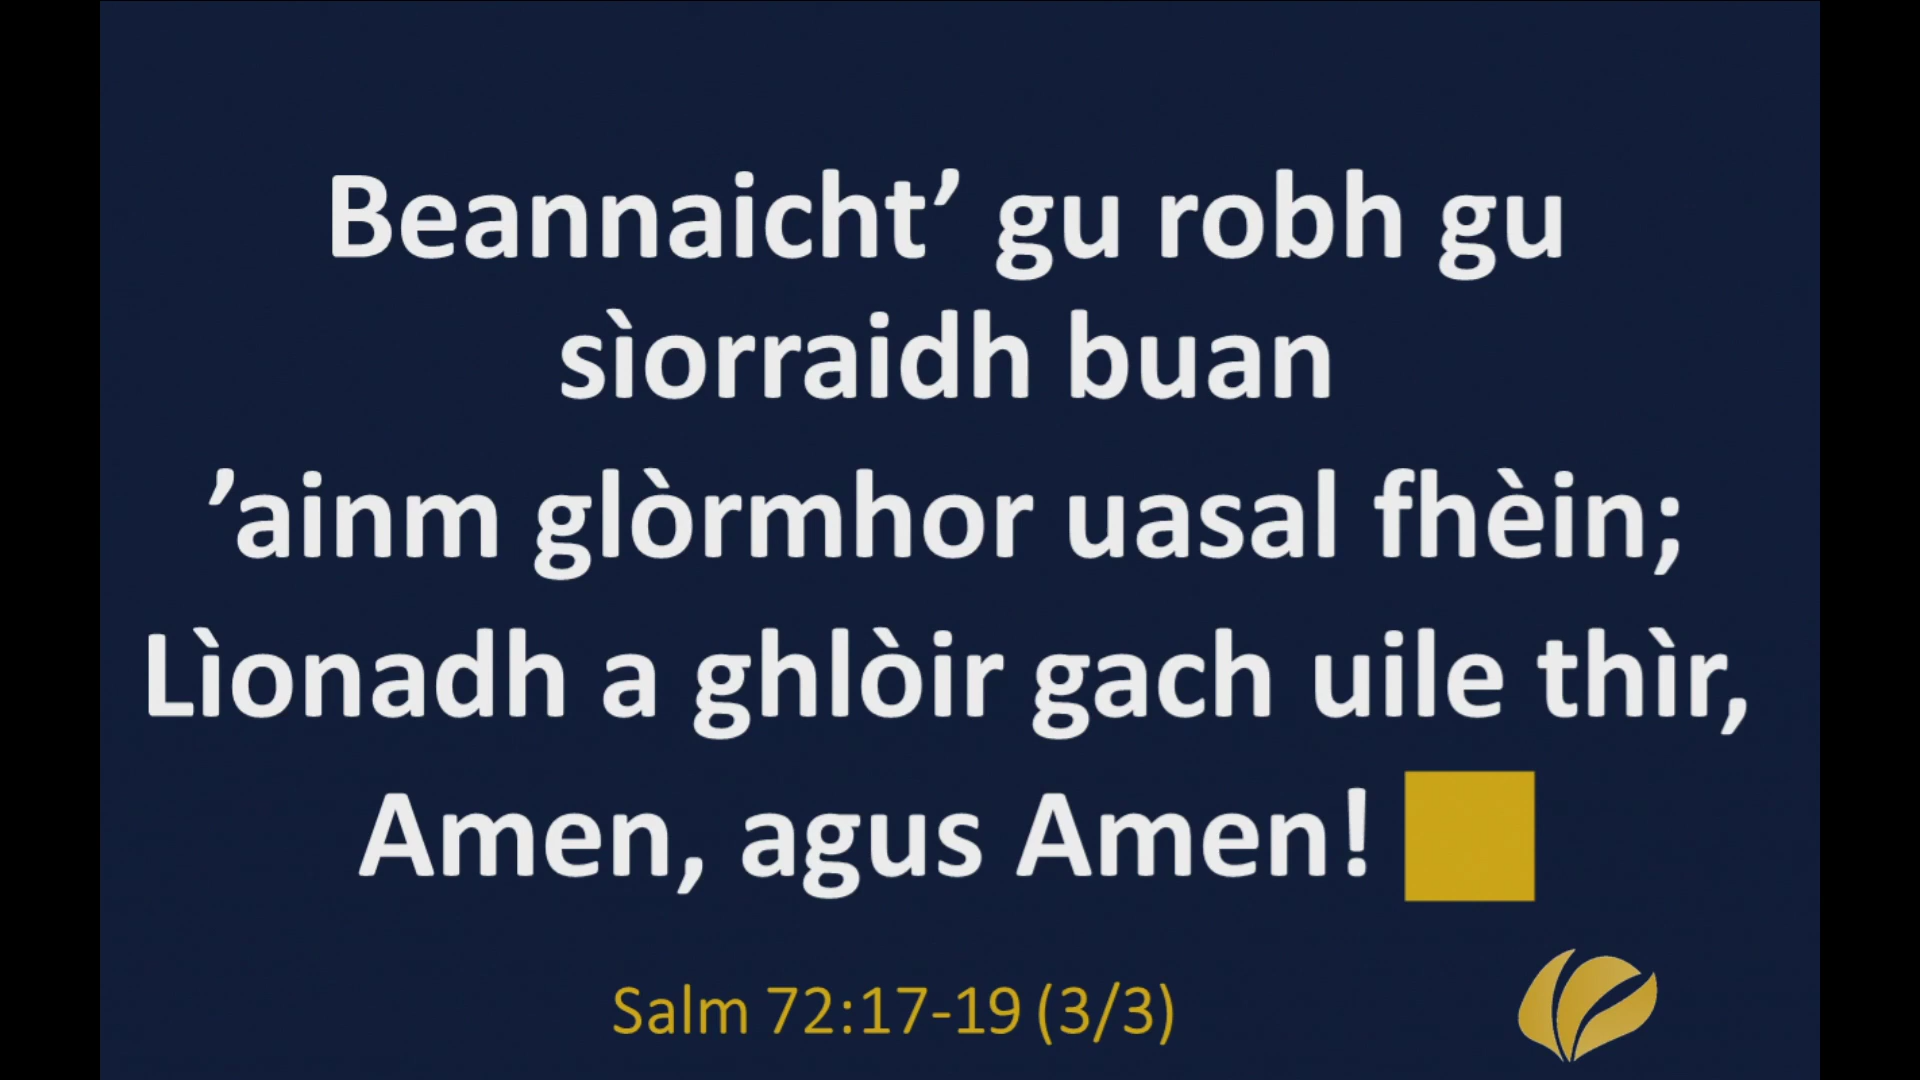 Beannaicht’ gu robh gu
sìorraidh buan
’ainm glòrmhor uasal fhèin;
Lìonadh a ghlòir gach uile thìr,
Amen, agus Amen!
Salm 72:17-19 (3/3)